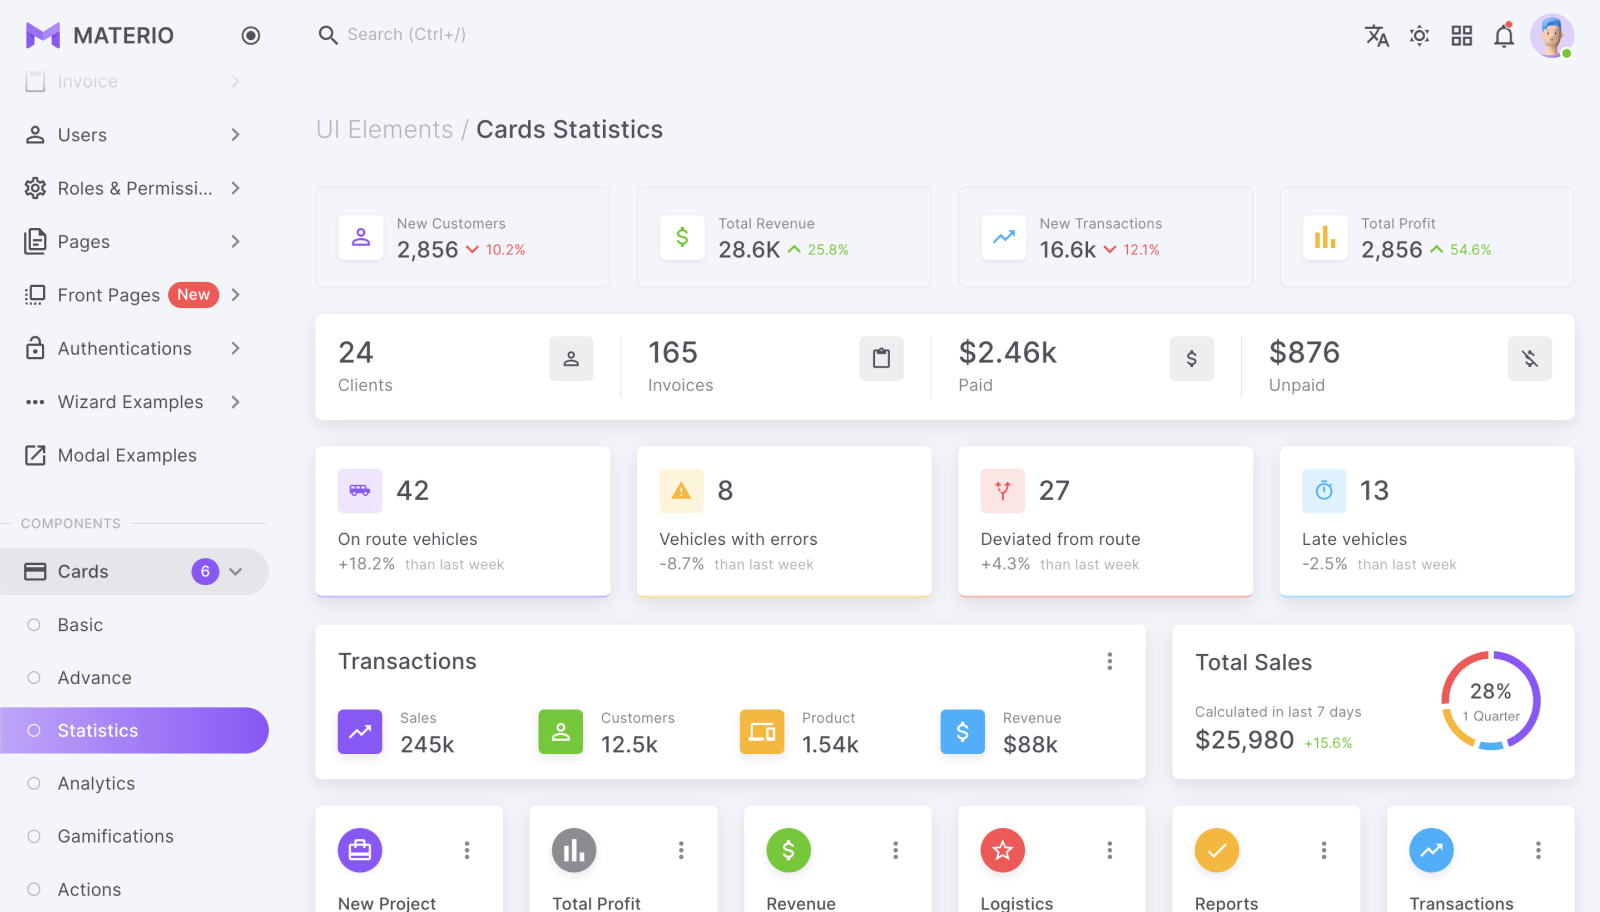 MATERIO
Search (Ctrl+/)
Invoice
Users
Roles & Permissi...
Pages
Front Pages New
Authentications
Wizard Examples
Modal Examples
COMPONENTS
Cards 6
Basic
Advance
Statistics
Analytics
Gamifications
Actions
UI Elements / Cards Statistics
New Customers
2,856 10.2%
Total Revenue
28.6K 25.8%
New Transactions
16.6k 12.1%
Total Profit
2,856 54.6%
24
Clients
165
Invoices
$2.46k
Paid
$876
Unpaid
42
On route vehicles
+18.2% than last week
8
Vehicles with errors
-8.7% than last week
27
Deviated from route
+4.3% than last week
13
Late vehicles
-2.5% than last week
Transactions
Sales
245k
Customers
12.5k
Product
1.54k
Revenue
$88k
Total Sales
Calculated in last 7 days
$25,980 +15.6%
28%
1 Quarter
New Project
Total Profit
Revenue
Logistics
Reports
Transactions